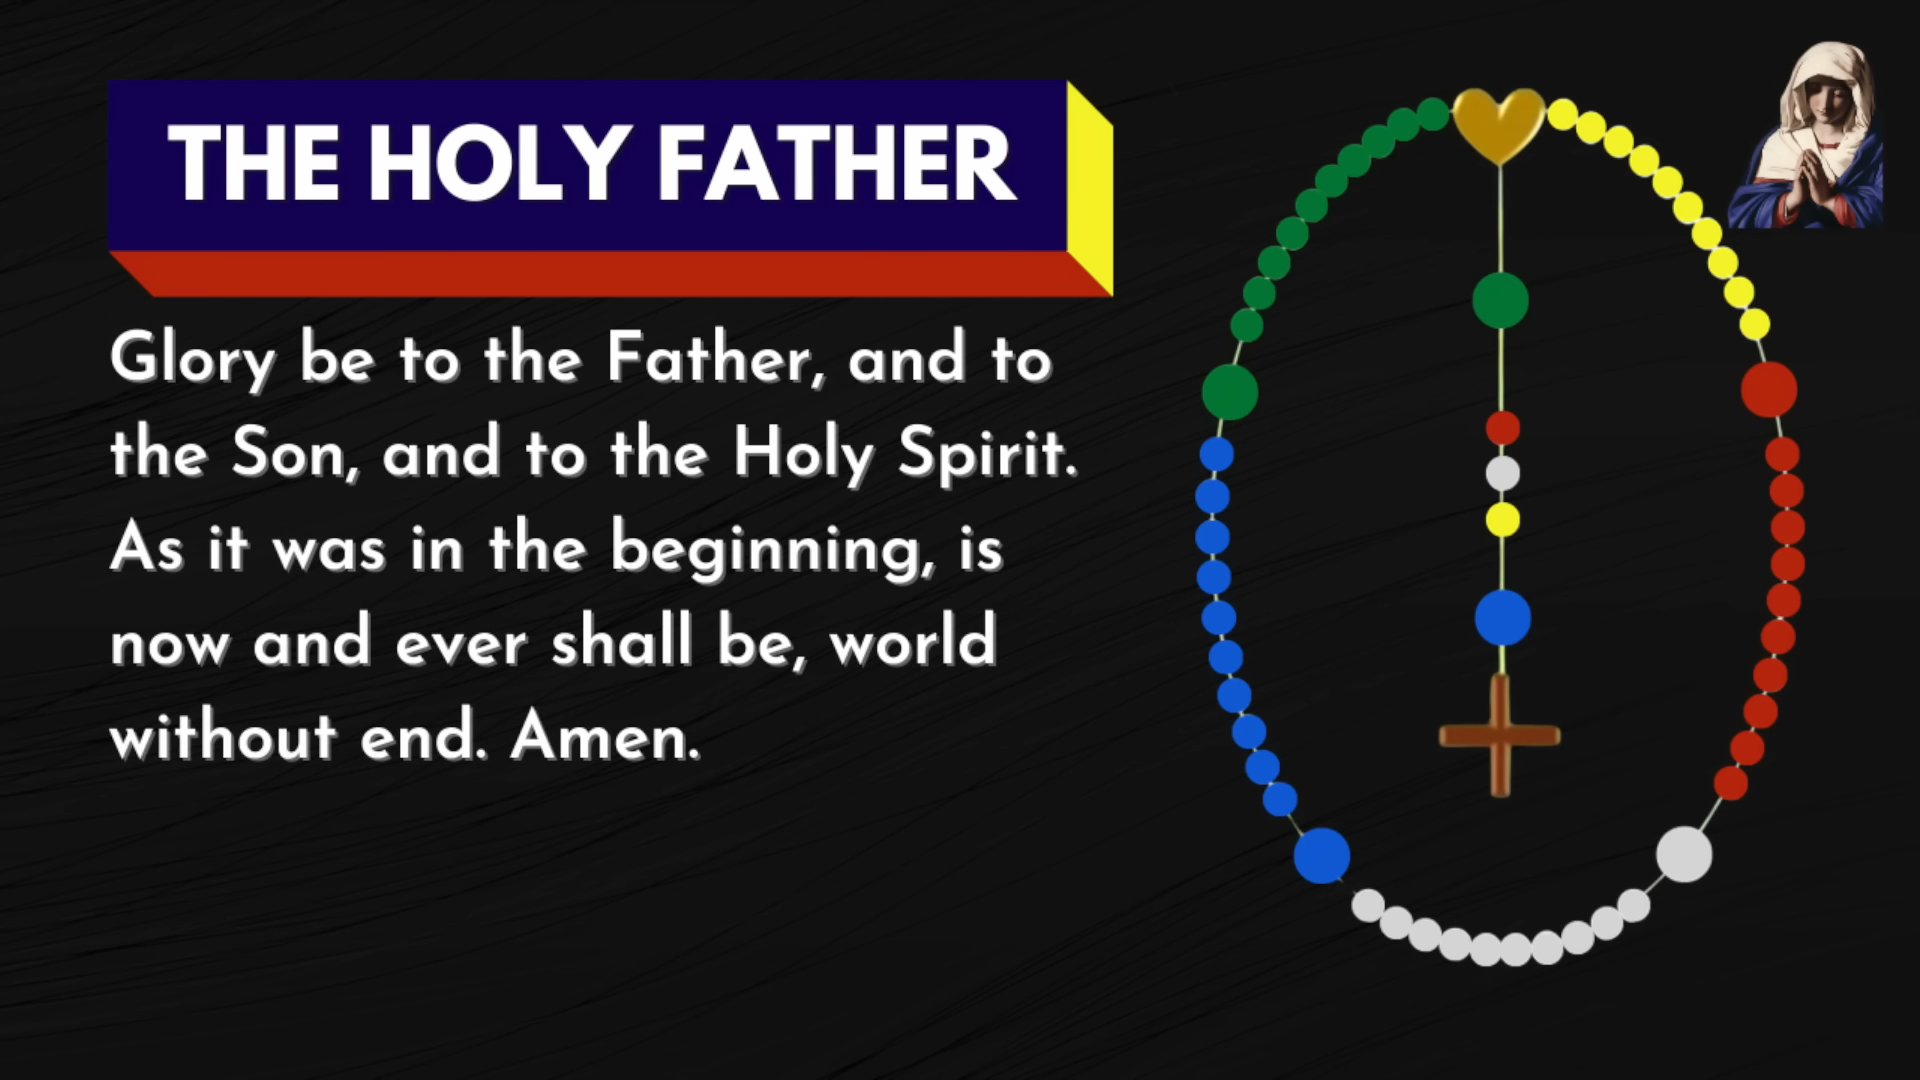 THE HOLY FATHER
Glory be to the Father, and to
the Son, and to the Holy Spirit.
As it was in the beginning, is
now and ever shall be, world
without end. Amen.